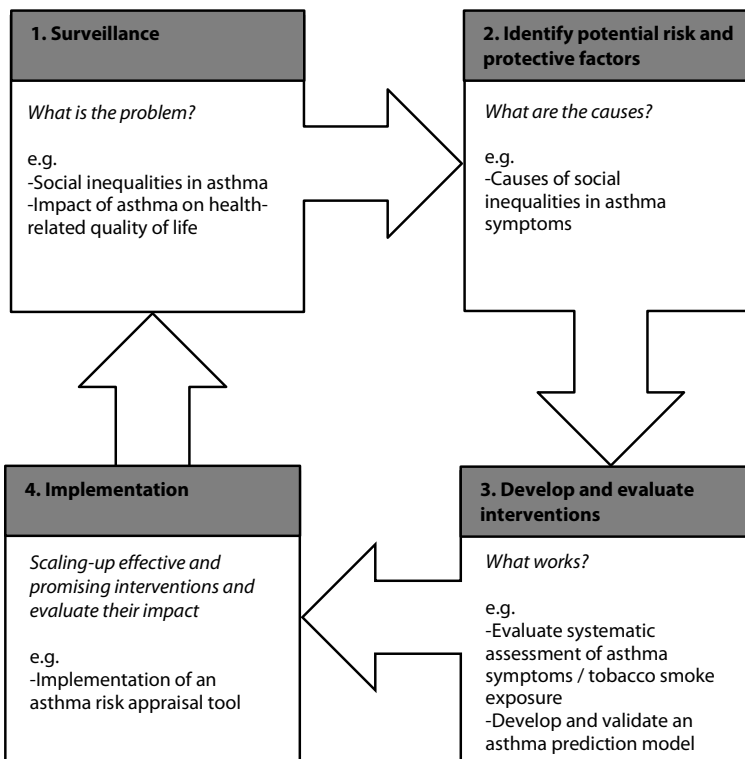 1. Surveillance
What is the problem?
e.g.
-Social inequalities in asthma
-Impact of asthma on health-
related quality of life
2. Identify potential risk and
protective factors
What are the causes?
e.g.
-Causes of social
inequalities in asthma
symptoms
3. Develop and evaluate
interventions
What works?
e.g.
-Evaluate systematic
assessment of asthma
symptoms / tobacco smoke
exposure
-Develop and validate an
asthma prediction model
4. Implementation
Scaling-up effective and
promising interventions and
evaluate their impact
e.g.
-Implementation of an
asthma risk appraisal tool